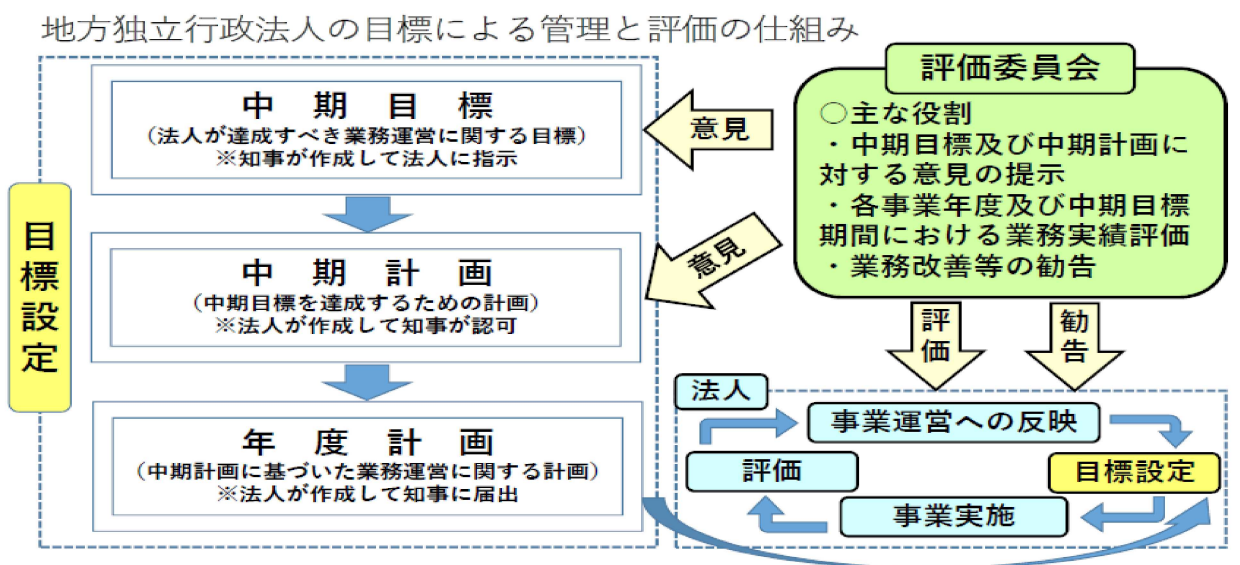 地方独立行政法人の目標による管理と評価の仕組み
目標設定
中期目標
（法人が達成すべき業務運営に関する目標）
※知事が作成して法人に指示
中期計画
（中期目標を達成するための計画）
※法人が作成して知事が認可
年度計画
（中期計画に基づいた業務運営に関する計画）
※法人が作成して知事に届出
意見
意見
評価委員会
○主な役割
・中期目標及び中期計画に
対する意見の提示
・各事業年度及び中期目標
期間における業務実績評価
・業務改善等の勧告
評価
勧告
法人
事業運営への反映
評価
目標設定
事業実施